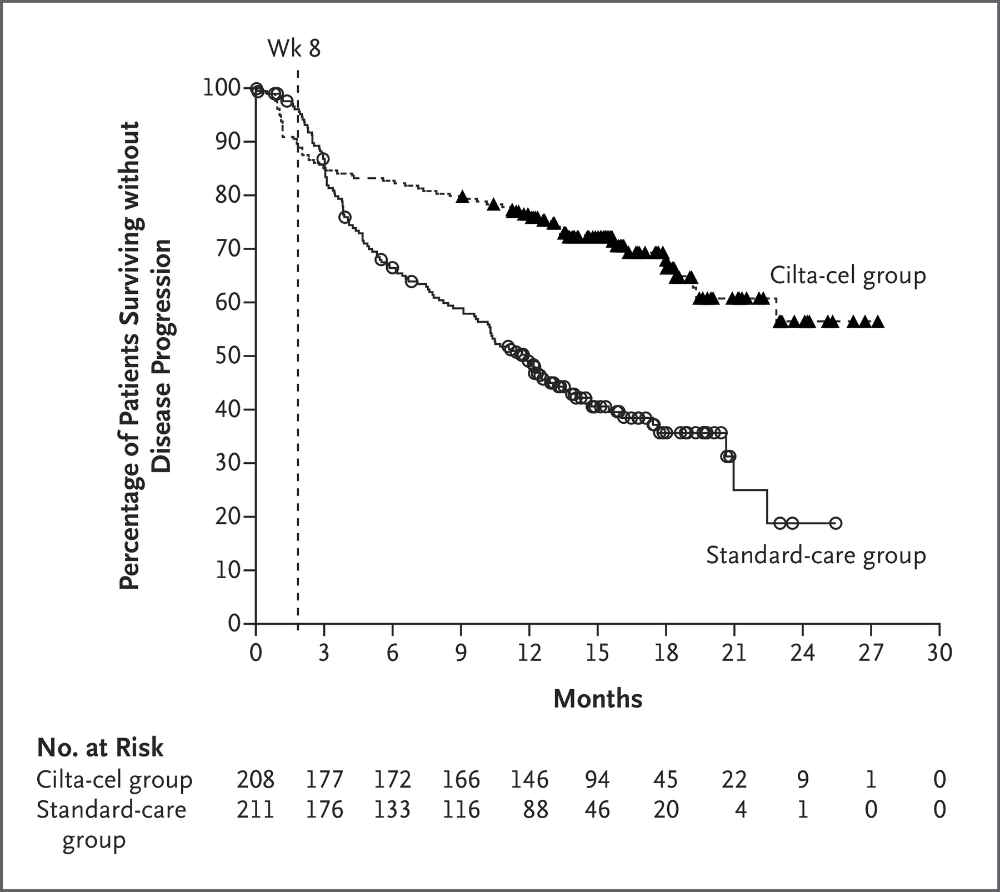 Wk 8
Percentage of Patients Surviving without
Disease Progression
100
90
80
70
60
50
40
30
20
10
0
Cilta-cel group
Standard-care group
0 3 6 9 12 15 18 21 24 27 30
Months
No. at Risk
Cilta-cel group 208 177 172 166 146 94 45 22 9 1 0
Standard-care 211 176 133 116 88 46 20 4 1 0 0
group